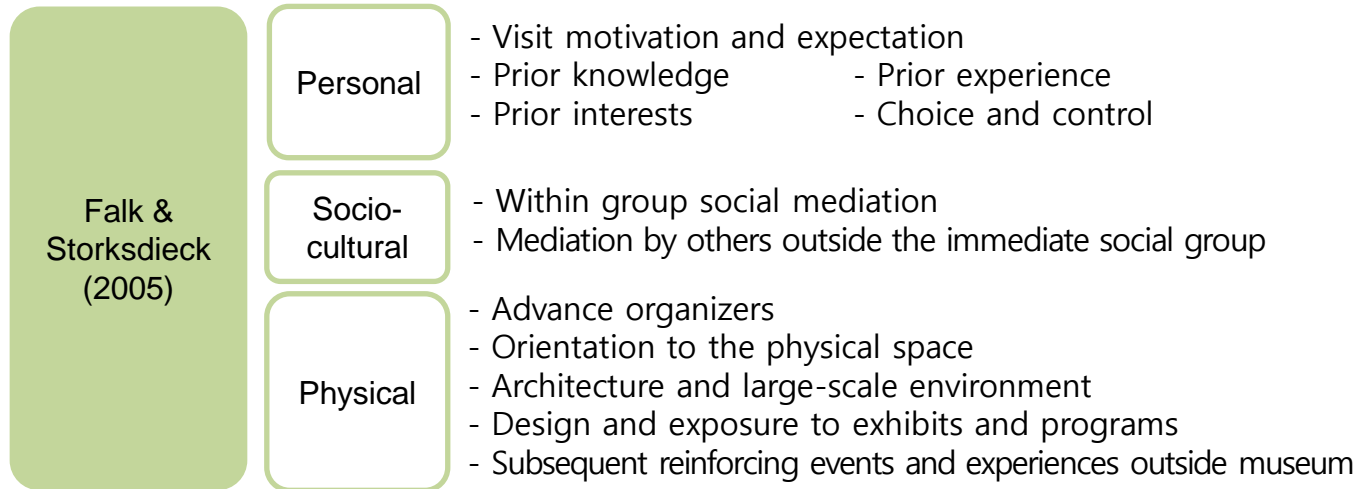 Falk &
Storksdieck
(2005)
Personal
- Visit motivation and expectation
- Prior knowledge - Prior experience
- Prior interests - Choice and control
Socio-
cultural
- Within group social mediation
- Mediation by others outside the immediate social group
Physical
- Advance organizers
- Orientation to the physical space
- Architecture and large-scale environment
- Design and exposure to exhibits and programs
- Subsequent reinforcing events and experiences outside museum